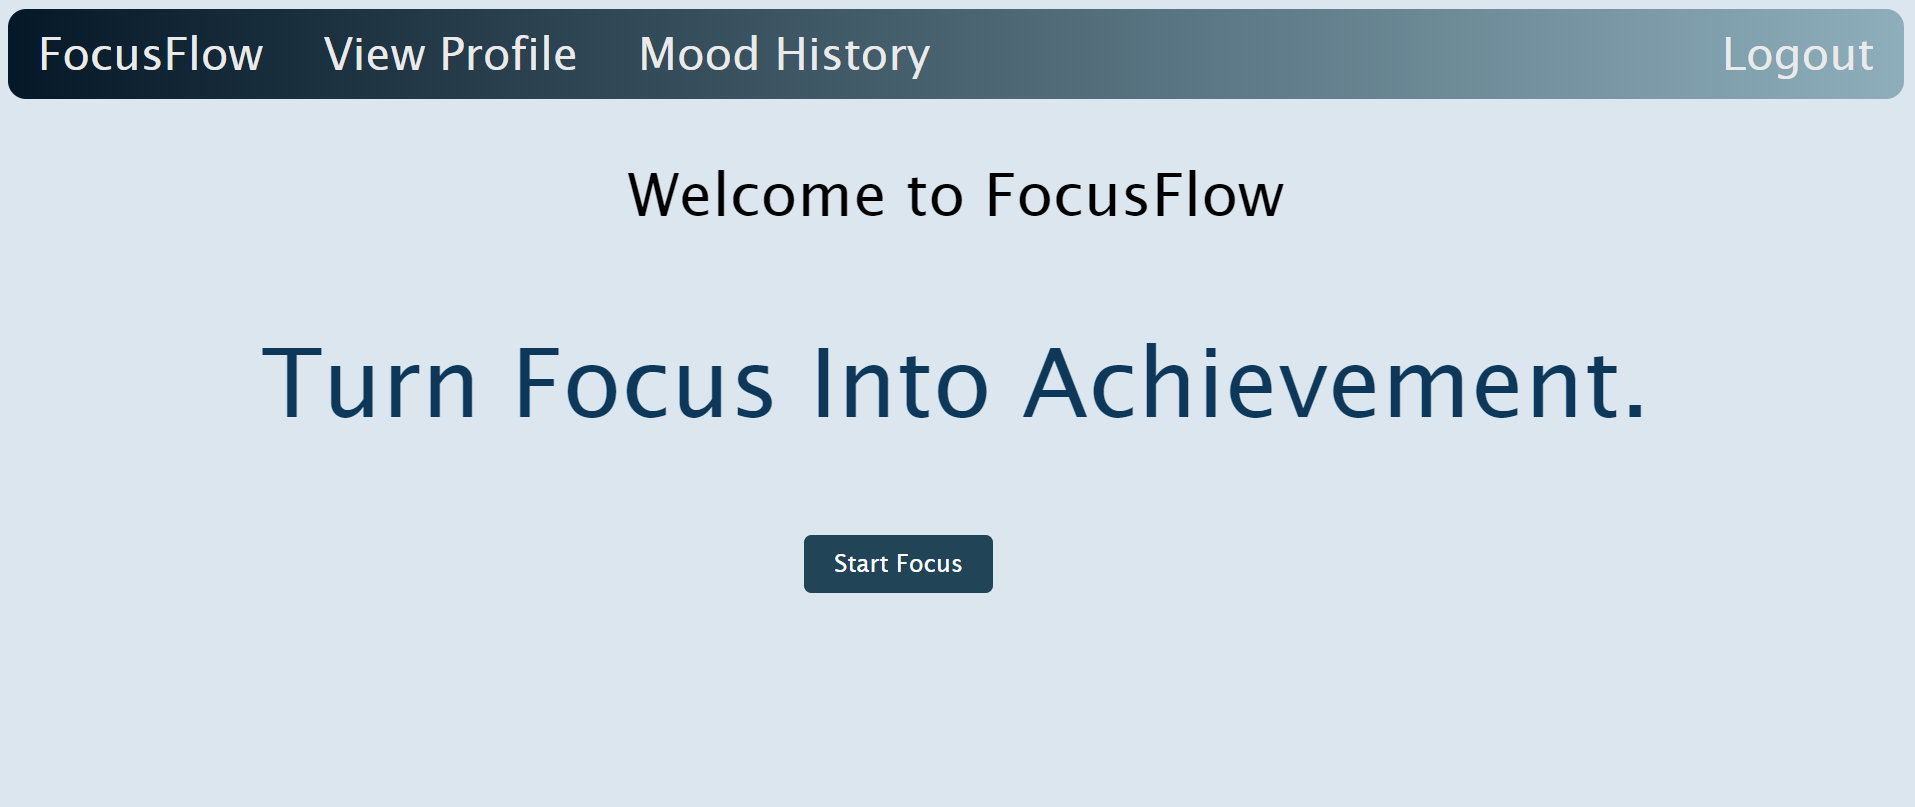 FocusFlow View Profile Mood History Logout
Welcome to FocusFlow
Turn Focus Into Achievement.
Start Focus